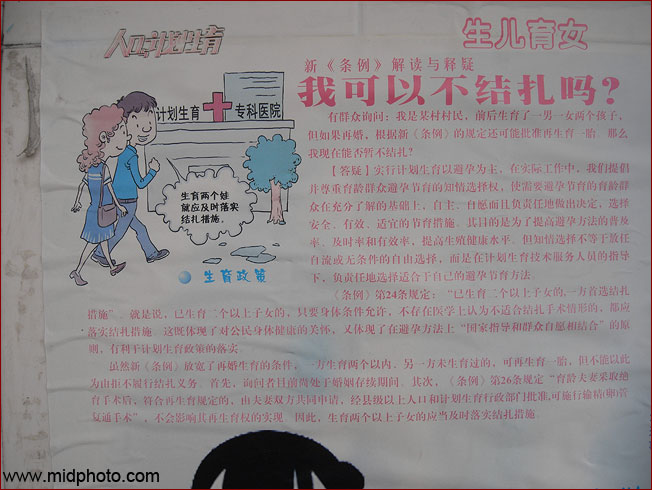 人口与优生优育
生儿育女
新《条例》解读与释疑
我可以不结扎吗?
计划生育 专科医院
生育两个娃
就应及时落实
结扎措施。
生育政策
有群众询问:我是某村村民,前后生育了一男一女两个孩子,
但如果再婚,根据新《条例》的规定还可能批准再生育一胎 那么
我现在能否暂不结扎?
【答疑】实行计划生育以避孕为主,在实际工作中,我们提倡
并尊重育龄群众避孕节育的知情选择权,使需要避孕节育的育龄群
众在充分了解的基础上,自主、自愿而且负责任地做出决定,选择
安全、有效、适宜的节育措施。其目的是为了提高避孕方法的普及
率、及时率和有效率,提高生殖健康水平。但知情选择不等于放任
自流或无条件的自由选择,而是在计划生育技术服务人员的指导
下,负责任地选择适合于自己的避孕节育方法。
《条例》第24条规定:“已生育二个以上子女的,一方首选结扎
措施”。就是说,已生育二个以上子女的,只要身体条件允许,不存在医学上认为不适合结扎手术情形的,都应
落实结扎措施。这既体现了对公民身体健康的关怀,又体现了在避孕方法上“国家指导和群众自愿相结合”的原
则,有利于计划生育政策的落实。
虽然新《条例》放宽了再婚生育的条件,一方生育两个以内、另一方未生育过的,可再生育一胎,但不能以此
为由拒不履行结扎义务。首先,询问者目前尚处于婚姻存续期间。其次,《条例》第26条规定“育龄夫妻采取绝
育手术后,符合再生育规定的,由夫妻双方共同申请,经县级以上人口和计划生育行政部门批准,可施行输精(卵)管
复通手术”,不会影响其再生育权的实现。因此,生育两个以上子女的应当及时落实结扎措施。
www.midphoto.com